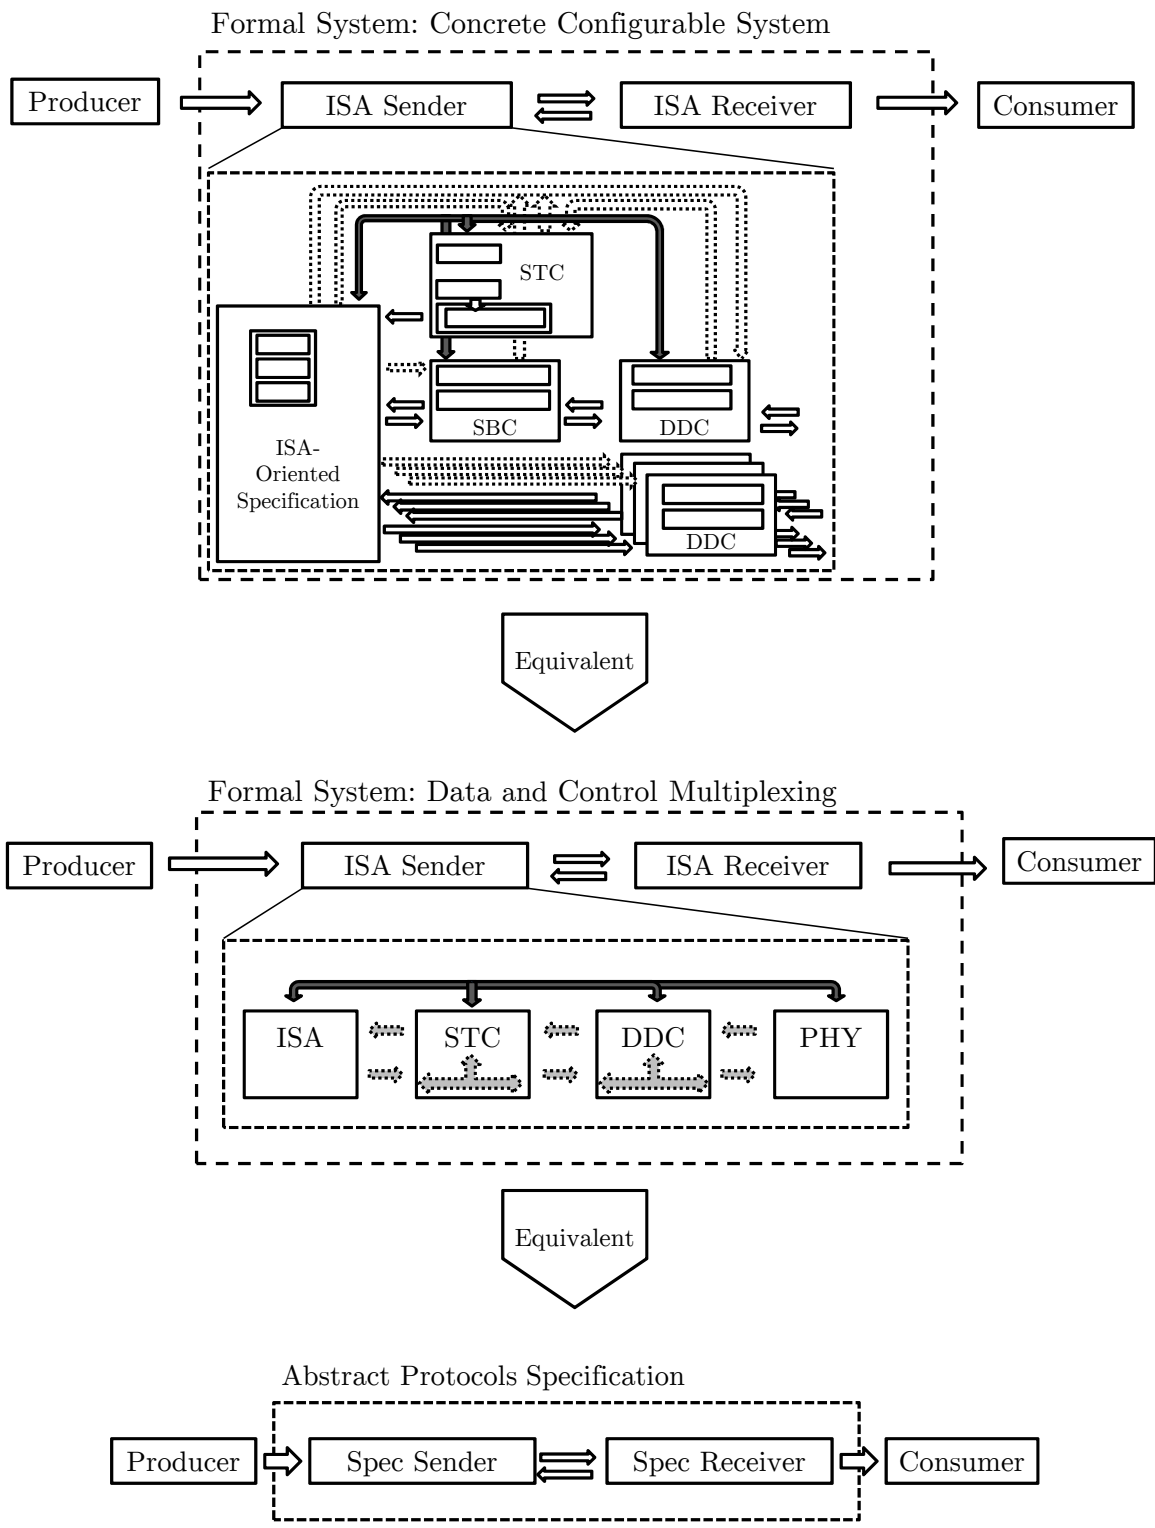 Formal System: Concrete Configurable System
Producer
ISA Sender
ISA Receiver
Consumer
STC
SBC
DDC
ISA-
Oriented
Specification
DDC
Equivalent
Formal System: Data and Control Multiplexing
Producer
ISA Sender
ISA Receiver
Consumer
ISA
STC
DDC
PHY
Equivalent
Abstract Protocols Specification
Producer
Spec Sender
Spec Receiver
Consumer